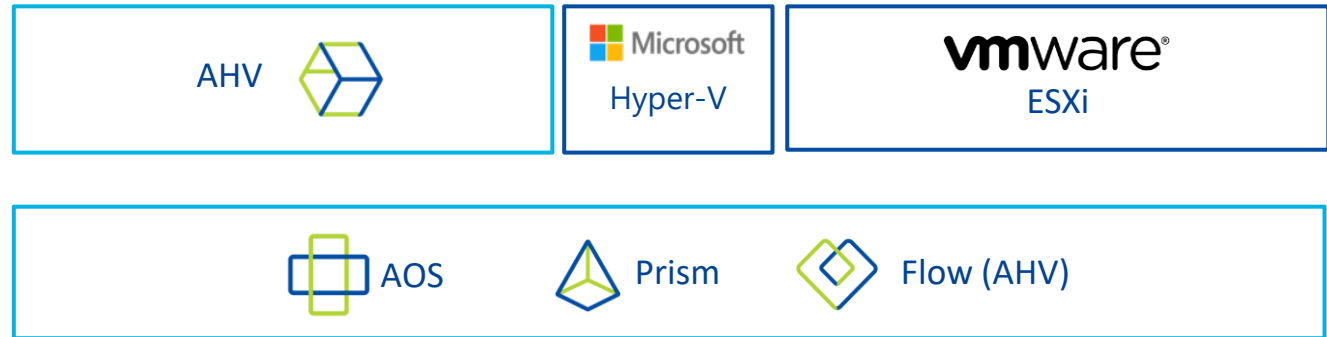 AHV
Microsoft
Hyper-V
vmware®
ESXi
AOS
Prism
Flow (AHV)